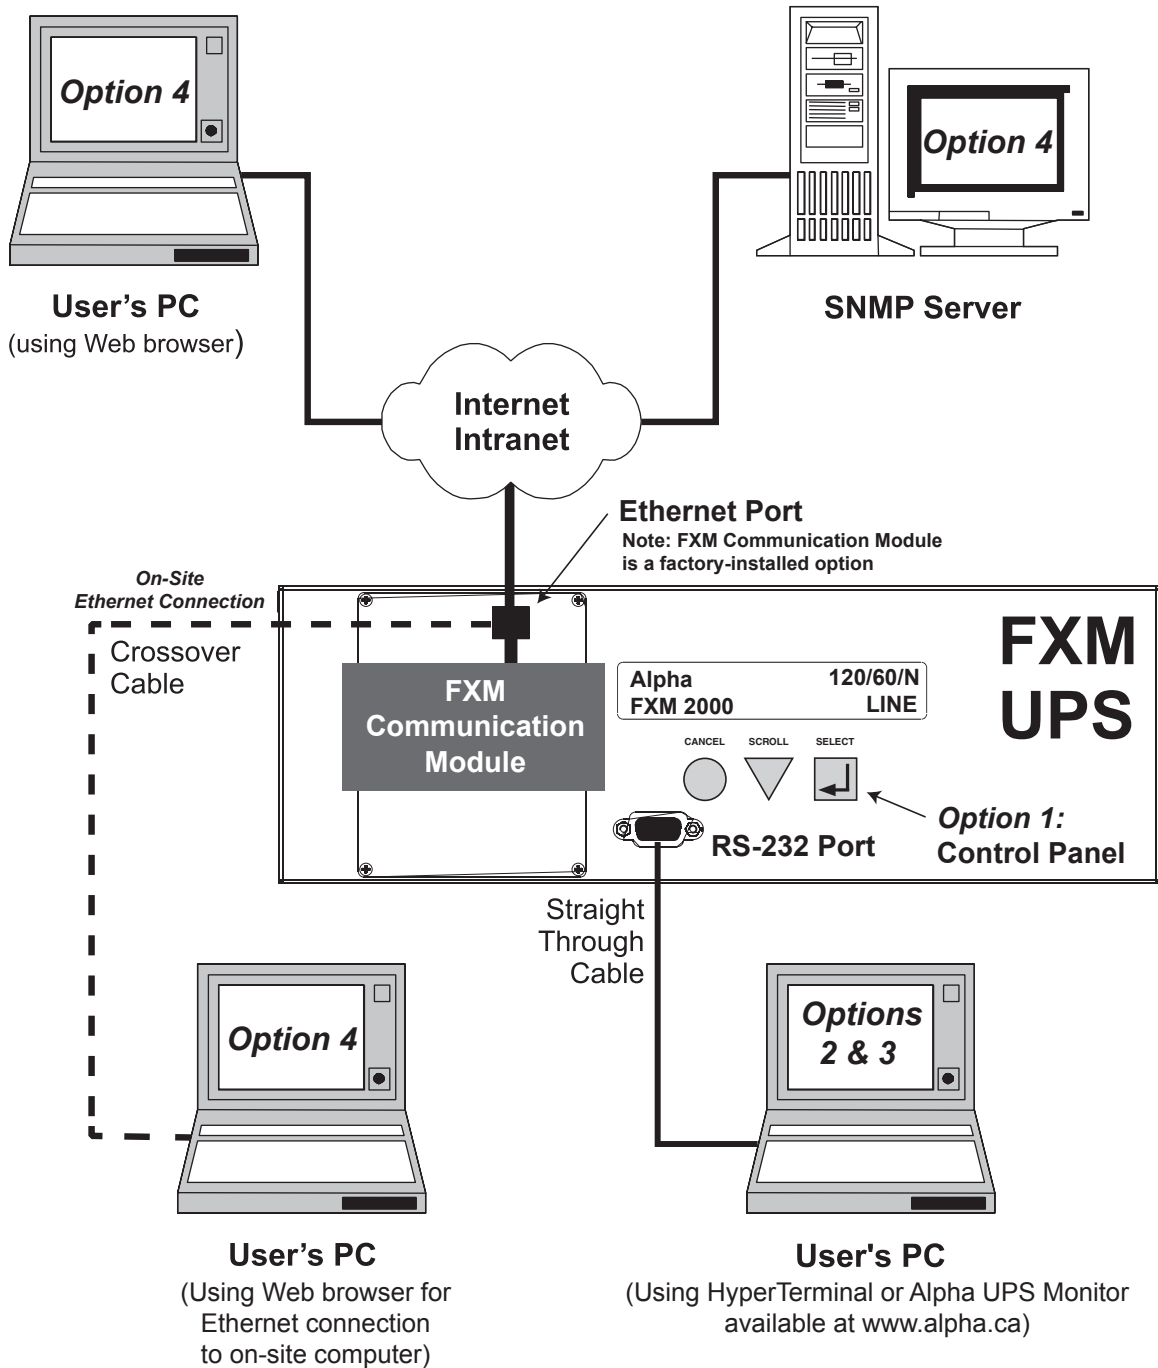 Option 4
Option 4
User's PC
(using Web browser)
SNMP Server
Internet
Intranet
Ethernet Port
Note: FXM Communication Module
is a factory-installed option
On-Site
Ethernet Connection
Crossover
Cable
FXM
Communication
Module
Alpha 120/60/N
FXM 2000 LINE
FXM
UPS
CANCEL SCROLL SELECT
Option 1:
Control Panel
RS-232 Port
Straight
Through
Cable
Option 4
Options
2 & 3
User's PC
(Using Web browser for
Ethernet connection
to on-site computer)
User's PC
(Using HyperTerminal or Alpha UPS Monitor
available at www.alpha.ca)